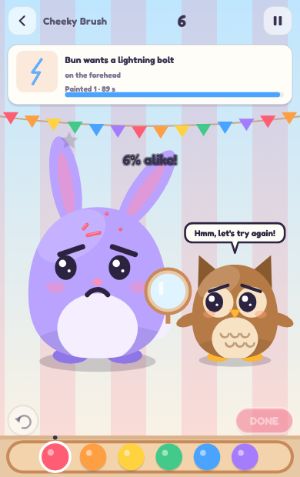 Cheeky Brush
6
Bun wants a lightning bolt
on the forehead
Painted 1 · 89 s
6% alike!
Hmm, let's try again!
DONE